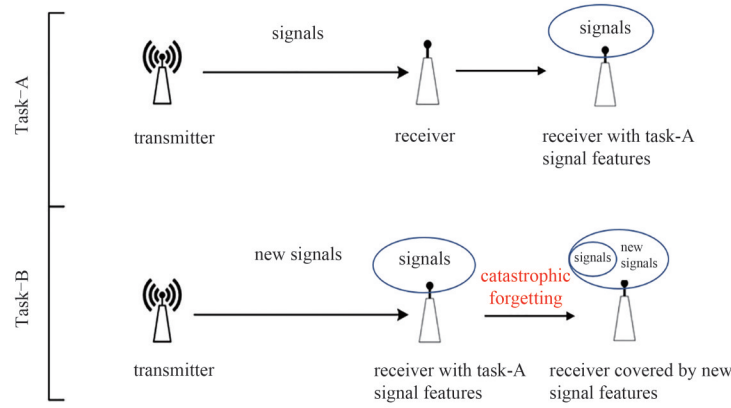 Task-A
signals
signals
transmitter
receiver
receiver with task-A
signal features
Task-B
new signals
signals
catastrophic
forgetting
signals
new
signals
transmitter
receiver with task-A
signal features
receiver covered by new
signal features